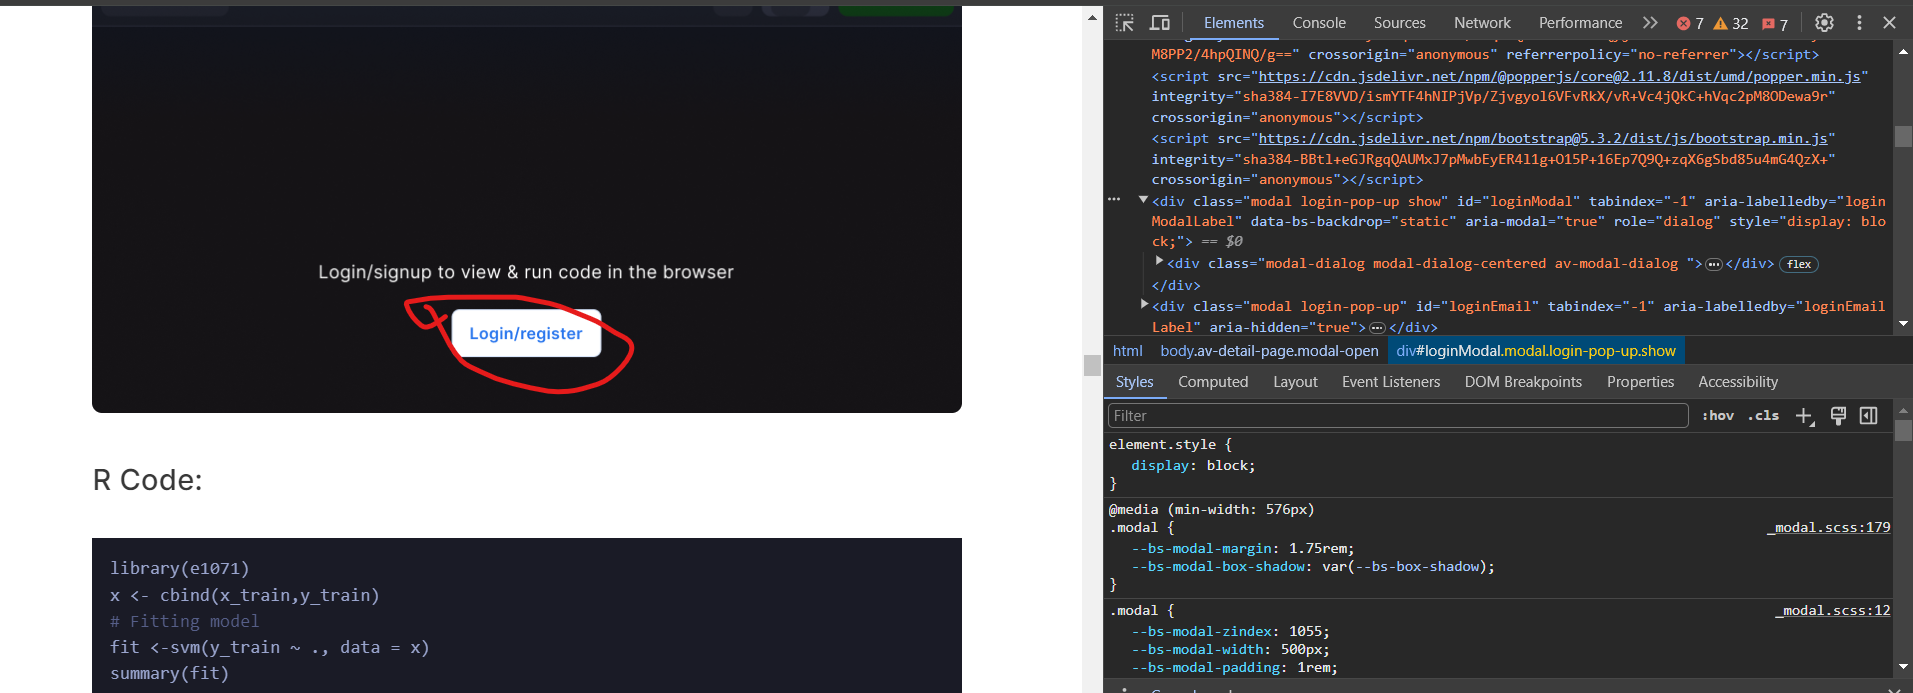 Login/signup to view & run code in the browser
Login/register
R Code:
library(e1071)
x <- cbind(x_train,y_train)
# Fitting model
fit <-svm(y_train ~ ., data = x)
summary(fit)
Elements Console Sources Network Performance 7 32 7
M8PP2/4hpQINQ/g==" crossorigin="anonymous" referrerpolicy="no-referrer"></script>
<script src="https://cdn.jsdelivr.net/npm/@popperjs/core@2.11.8/dist/umd/popper.min.js"
integrity="sha384-I7E8VVD/ismYTF4hNIPjVp/Zjvgyol6VFvRkX/vR+Vc4jQkC+hVqc2pM8ODewa9r"
crossorigin="anonymous"></script>
<script src="https://cdn.jsdelivr.net/npm/bootstrap@5.3.2/dist/js/bootstrap.min.js"
integrity="sha384-BBtl+eGJRgqQAUMxJ7pMwbEyER4l1g+O15P+16Ep7Q9Q+zqX6gSbd85u4mG4QzX+"
crossorigin="anonymous"></script>
<div class="modal login-pop-up show" id="loginModal" tabindex="-1" aria-labelledby="login
ModalLabel" data-bs-backdrop="static" aria-modal="true" role="dialog" style="display: blo
ck;"> == $0
<div class="modal-dialog modal-dialog-centered av-modal-dialog ">…</div> flex
</div>
<div class="modal login-pop-up" id="loginEmail" tabindex="-1" aria-labelledby="loginEmail
Label" aria-hidden="true">…</div>
html body.av-detail-page.modal-open div#loginModal.modal.login-pop-up.show
Styles Computed Layout Event Listeners DOM Breakpoints Properties Accessibility
Filter :hov .cls
element.style {
display: block;
}
@media (min-width: 576px)
.modal { _modal.scss:179
--bs-modal-margin: 1.75rem;
--bs-modal-box-shadow: var(--bs-box-shadow);
}
.modal { _modal.scss:12
--bs-modal-zindex: 1055;
--bs-modal-width: 500px;
--bs-modal-padding: 1rem;